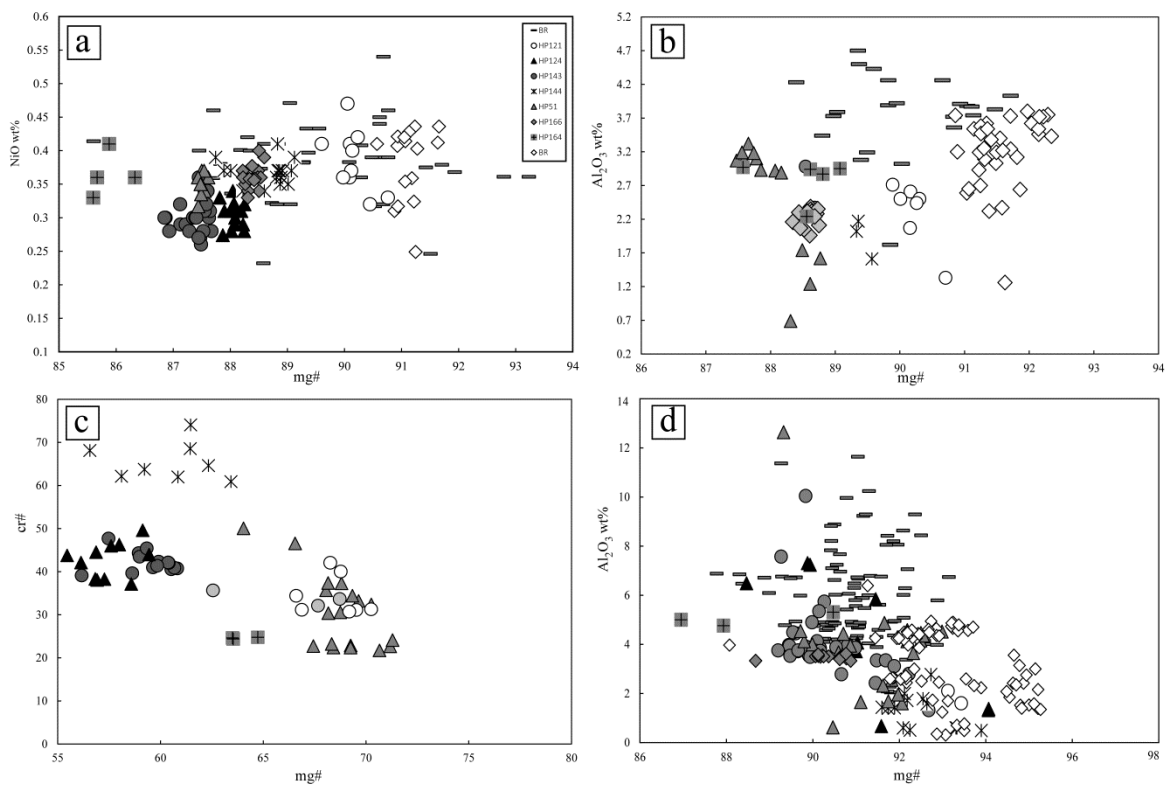 a
NiO wt%
0.6
0.55
0.5
0.45
0.4
0.35
0.3
0.25
0.2
0.15
0.1
BR
HP121
HP124
HP143
HP144
HP51
HP166
HP164
BR
85 86 87 88 89 90 91 92 93 94
mg#
b
Al2O3 wt%
5.2
4.7
4.2
3.7
3.2
2.7
2.2
1.7
1.2
0.7
0.2
86 87 88 89 90 91 92 93 94
mg#
c
cr#
80
70
60
50
40
30
20
10
0
55 60 65 70 75 80
mg#
d
Al2O3 wt%
14
12
10
8
6
4
2
0
86 88 90 92 94 96 98
mg#